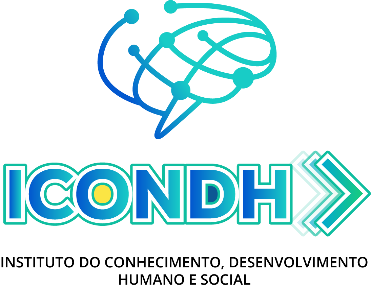 ICONDH
INSTITUTO DO CONHECIMENTO, DESENVOLVIMENTO
HUMANO E SOCIAL